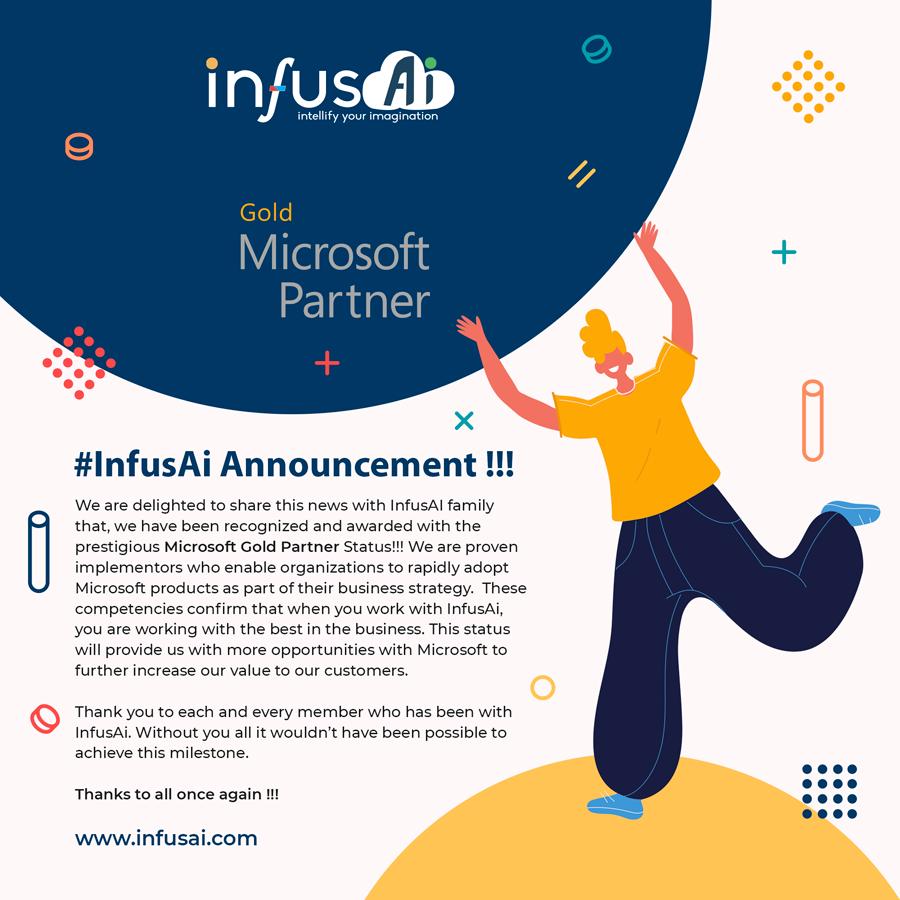 infusAi
intellify your imagination
Gold
Microsoft
Partner
#InfusAi Announcement !!!
We are delighted to share this news with InfusAI family
that, we have been recognized and awarded with the
prestigious Microsoft Gold Partner Status!!! We are proven
implementors who enable organizations to rapidly adopt
Microsoft products as part of their business strategy.  These
competencies confirm that when you work with InfusAi,
you are working with the best in the business. This status
will provide us with more opportunities with Microsoft to
further increase our value to our customers.
Thank you to each and every member who has been with
InfusAi. Without you all it wouldn't have been possible to
achieve this milestone.
Thanks to all once again !!!
www.infusai.com